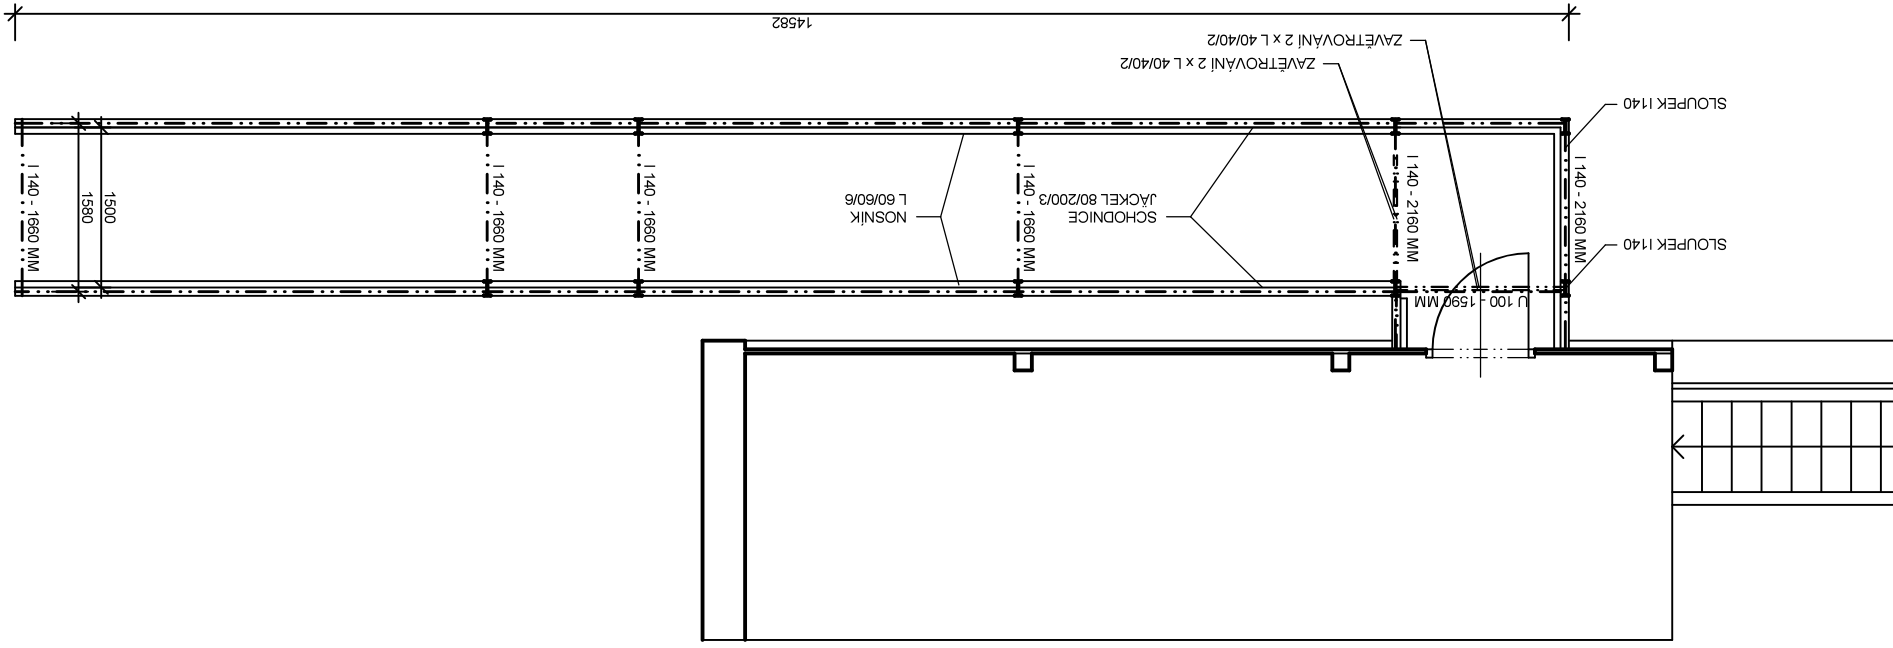 14582
ZAVĚTROVÁNÍ 2 x L 40/40/2
ZAVĚTROVÁNÍ 2 x L 40/40/2
SLOUPEK I140
SLOUPEK I140
I 140 - 2160 MM
I 140 - 2160 MM
U 100 - 1590 MM
SCHODNICE
JÄCKEL 80/200/3
I 140 - 1660 MM
NOSNÍK
L 60/60/6
I 140 - 1660 MM
I 140 - 1660 MM
1500
1580
I 140 - 1660 MM